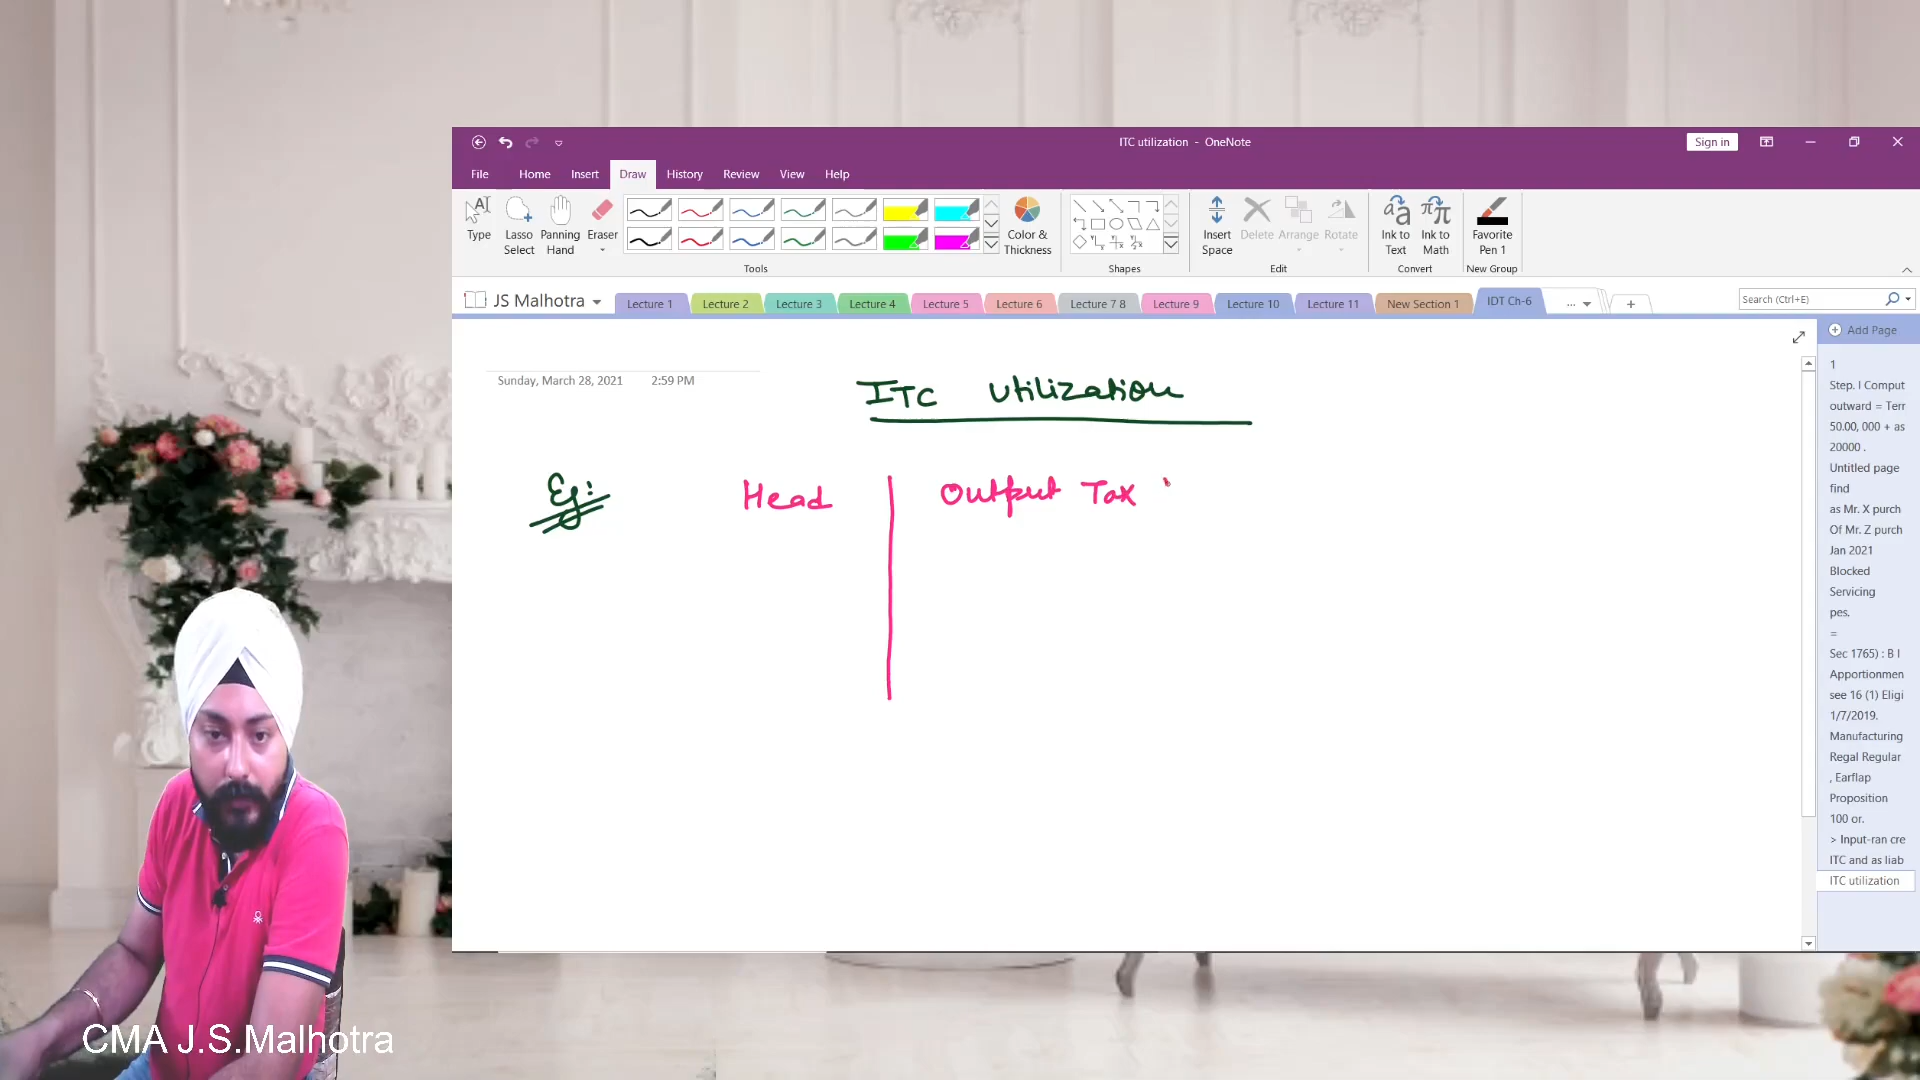 ITC utilization - OneNote
Sign in
File Home Insert Draw History Review View Help
Type
Lasso Select
Panning Hand
Eraser
Color & Thickness
Insert Space
Delete
Arrange
Rotate
Ink to Text
Ink to Math
Favorite Pen 1
Tools
Shapes
Edit
Convert
New Group
JS Malhotra
Lecture 1
Lecture 2
Lecture 3
Lecture 4
Lecture 5
Lecture 6
Lecture 7 8
Lecture 9
Lecture 10
Lecture 11
New Section 1
IDT Ch-6
...
Search (Ctrl+E)
Sunday, March 28, 2021 2:59 PM
ITC utilization
Eg:
Head
Output Tax
Add Page
1
Step. I Comput
outward = Terr
50.00, 000 + as
20000 .
Untitled page
find
as Mr. X purch
Of Mr. Z purch
Jan 2021
Blocked
Servicing
pes.
=
Sec 1765) : B I
Apportionmen
see 16 (1) Eligi
1/7/2019.
Manufacturing
Regal Regular
, Earflap
Proposition
100 or.
> Input-ran cre
ITC and as liab
ITC utilization
CMA J.S.Malhotra